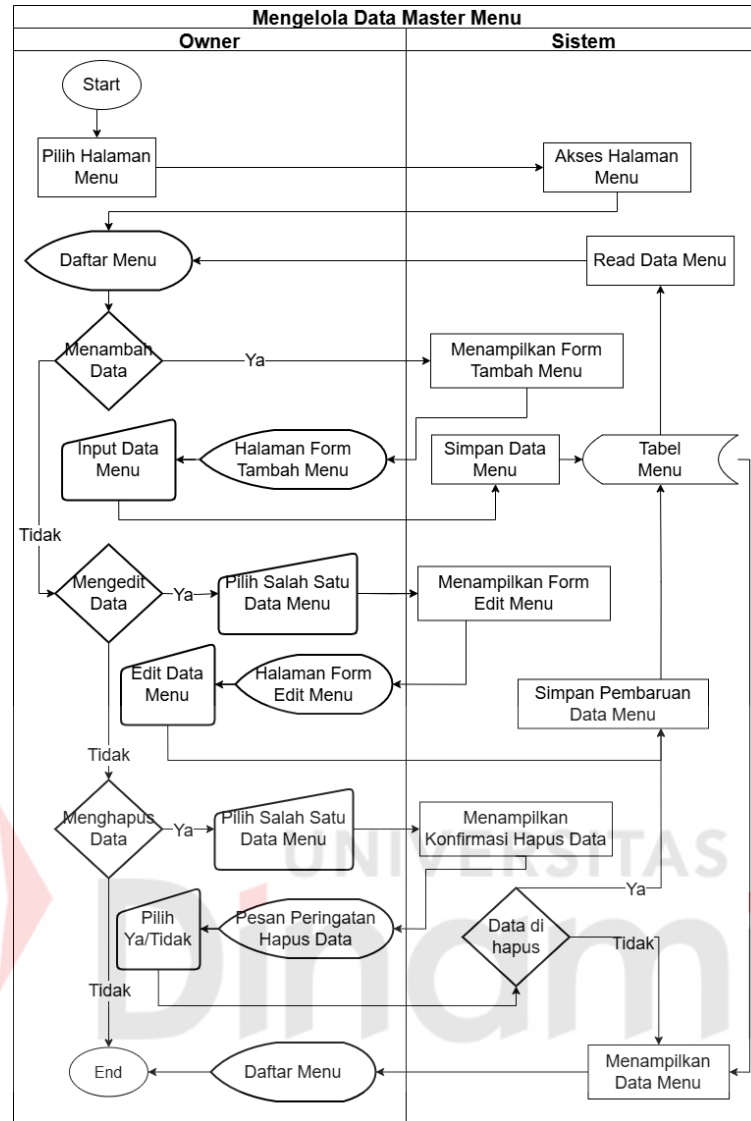 Mengelola Data Master Menu
Owner
Sistem
Start
Pilih Halaman
Menu
Akses Halaman
Menu
Daftar Menu
Read Data Menu
Menambah
Data
Ya
Menampilkan Form
Tambah Menu
Input Data
Menu
Halaman Form
Tambah Menu
Simpan Data
Menu
Tabel
Menu
Tidak
Mengedit
Data
Ya
Pilih Salah Satu
Data Menu
Menampilkan Form
Edit Menu
Edit Data
Menu
Halaman Form
Edit Menu
Simpan Pembaruan
Data Menu
Tidak
Menghapus
Data
Ya
Pilih Salah Satu
Data Menu
Menampilkan
Konfirmasi Hapus Data
UNIVERSITAS
Dinami
Ya
Pilih
Ya/Tidak
Pesan Peringatan
Hapus Data
Data di
hapus
Tidak
Tidak
End
Daftar Menu
Menampilkan
Data Menu